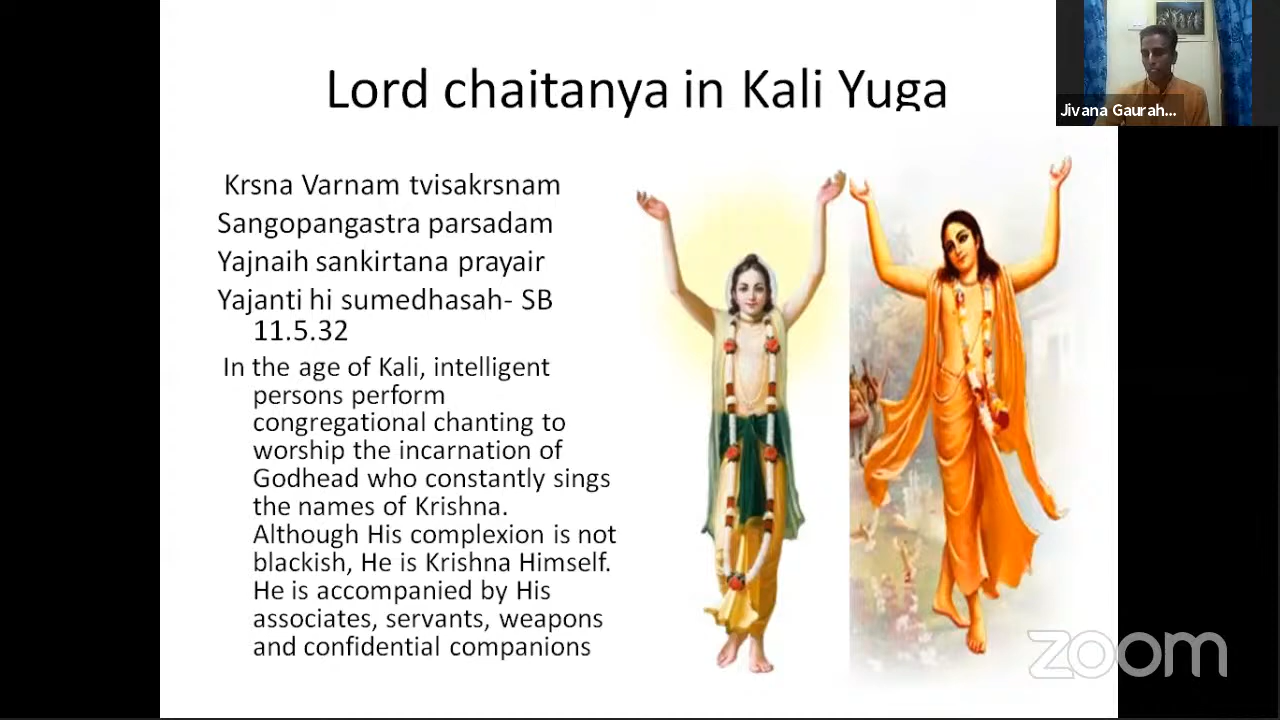 Lord chaitanya in Kali Yuga
Jivana Gaurah...
Krsna Varnam tvisakrsnam
Sangopangastra parsadam
Yajnaih sankirtana prayair
Yajanti hi sumedhasah- SB
11.5.32
In the age of Kali, intelligent
persons perform
congregational chanting to
worship the incarnation of
Godhead who constantly sings
the names of Krishna.
Although His complexion is not
blackish, He is Krishna Himself.
He is accompanied by His
associates, servants, weapons
and confidential companions
zoom